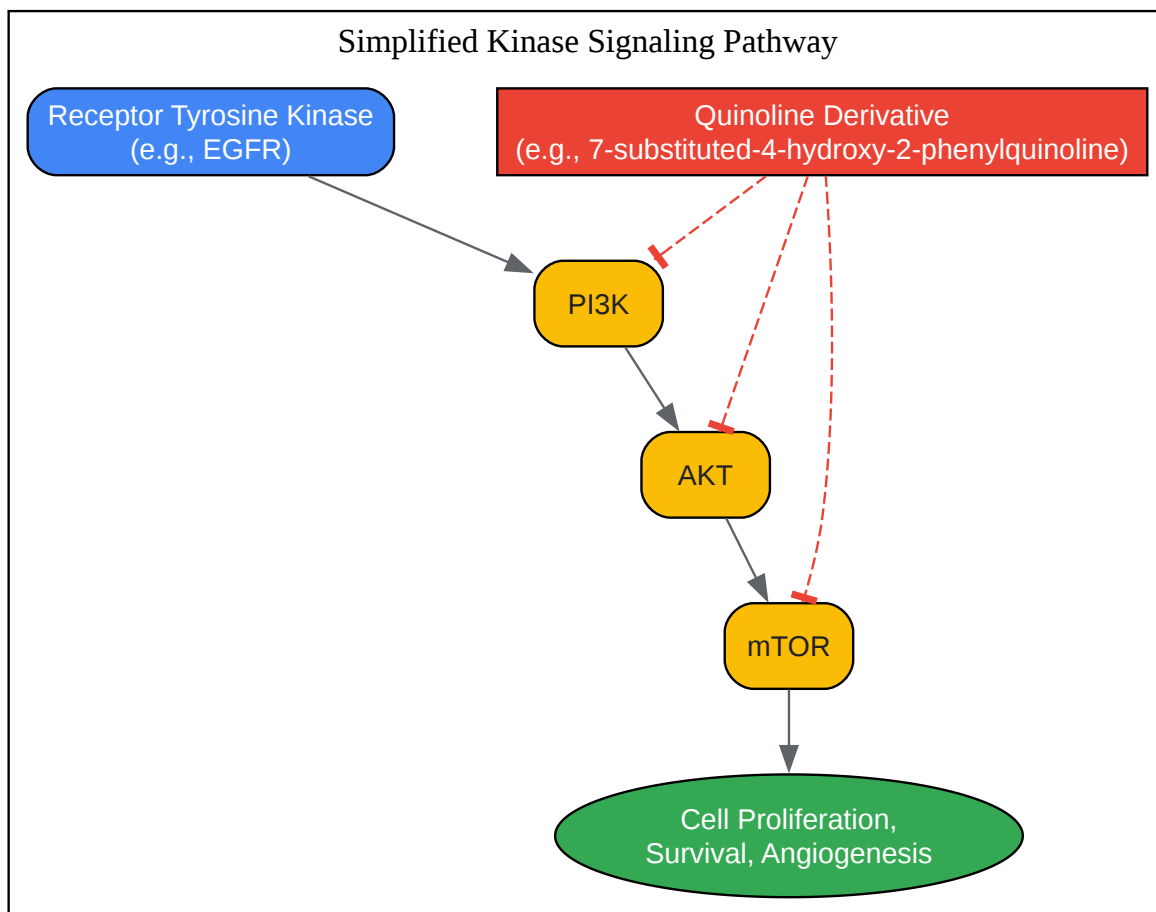 Simplified Kinase Signaling Pathway
Receptor Tyrosine Kinase
(e.g., EGFR)
Quinoline Derivative
(e.g., 7-substituted-4-hydroxy-2-phenylquinoline)
PI3K
AKT
mTOR
Cell Proliferation,
Survival, Angiogenesis